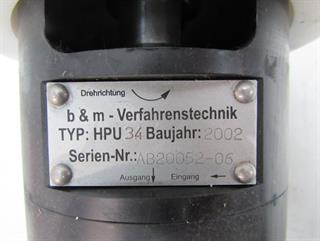 Drehrichtung
b & m - Verfahrenstechnik
TYP: HPU 34 Baujahr: 2002
Serien-Nr.: AB20052-06
Ausgang Eingang